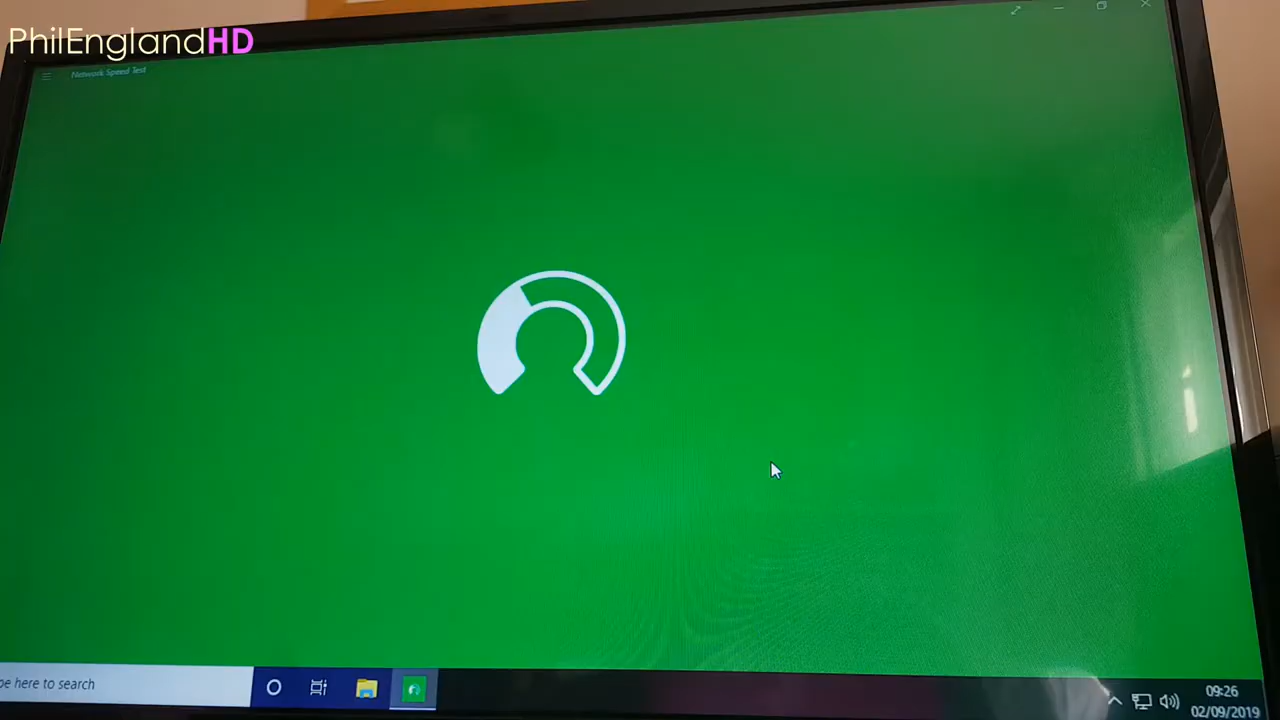 PhilEnglandHD
Network Speed Test
pe here to search
09:26
02/09/2019